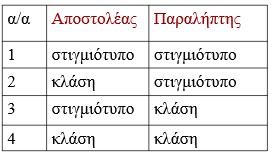 α/α Αποστολέας Παραλήπτης
1 στιγμιότυπο στιγμιότυπο
2 κλάση στιγμιότυπο
3 στιγμιότυπο κλάση
4 κλάση κλάση